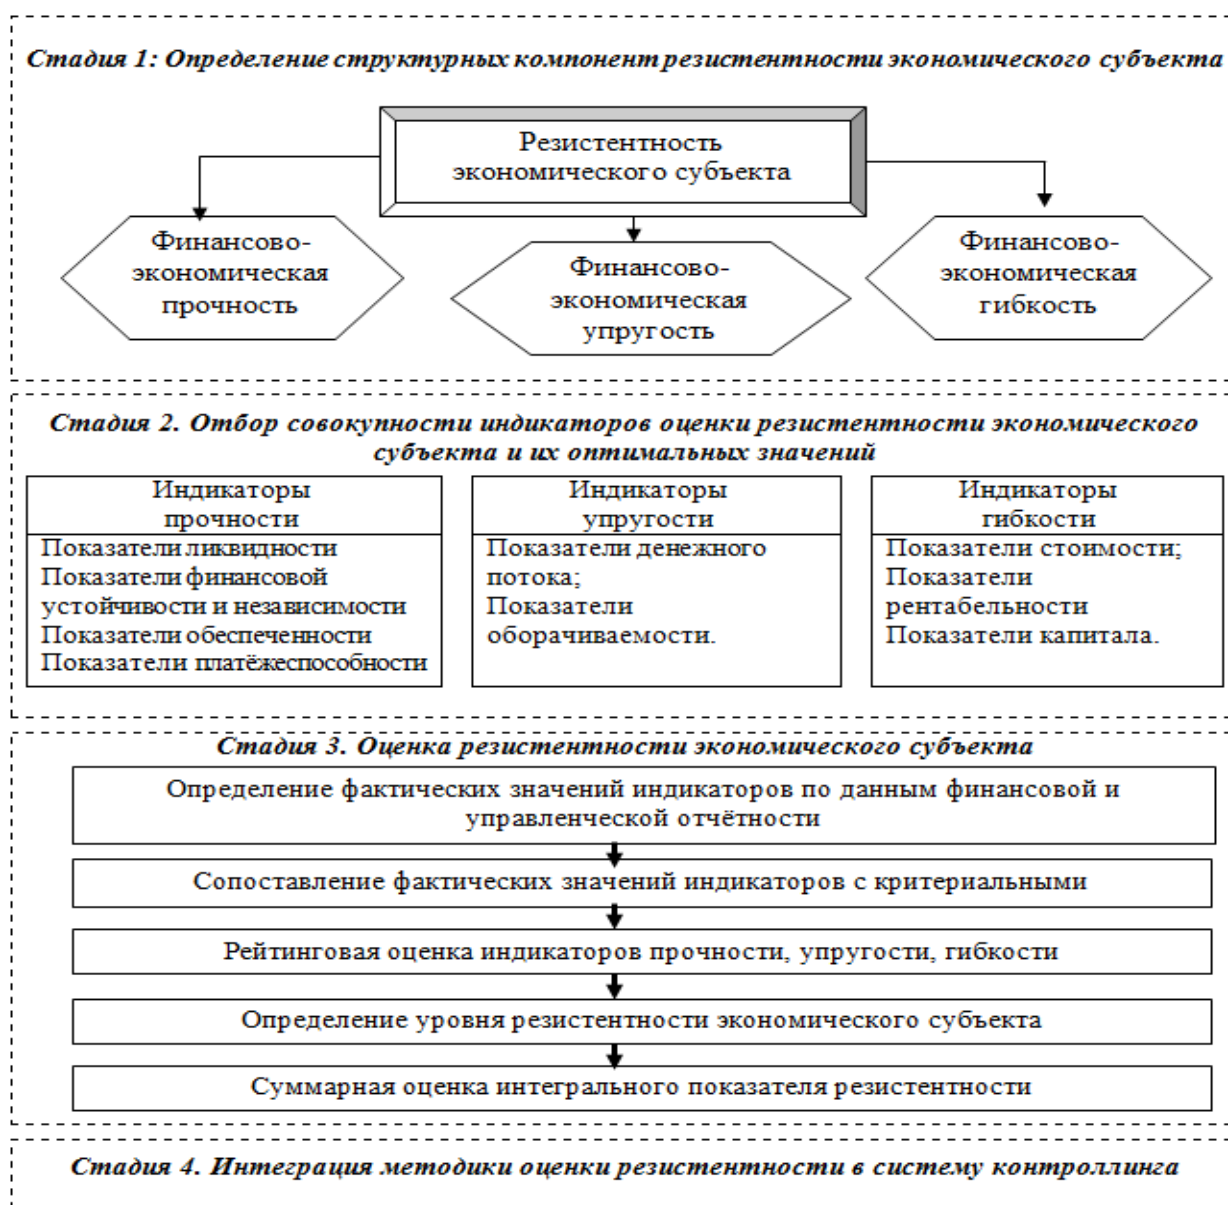 Стадия 1: Определение структурных компонент резистентности экономического субъекта
Резистентность
экономического субъекта
Финансово-
экономическая
прочность
Финансово-
экономическая
упругость
Финансово-
экономическая
гибкость
Стадия 2. Отбор совокупности индикаторов оценки резистентности экономического
субъекта и их оптимальных значений
Индикаторы
прочности
Показатели ликвидности
Показатели финансовой
устойчивости и независимости
Показатели обеспеченности
Показатели платёжеспособности
Индикаторы
упругости
Показатели денежного
потока;
Показатели
оборачиваемости.
Индикаторы
гибкости
Показатели стоимости;
Показатели
рентабельности
Показатели капитала.
Стадия 3. Оценка резистентности экономического субъекта
Определение фактических значений индикаторов по данным финансовой и
управленческой отчётности
Сопоставление фактических значений индикаторов с критериальными
Рейтинговая оценка индикаторов прочности, упругости, гибкости
Определение уровня резистентности экономического субъекта
Суммарная оценка интегрального показателя резистентности
Стадия 4. Интеграция методики оценки резистентности в систему контроллинга